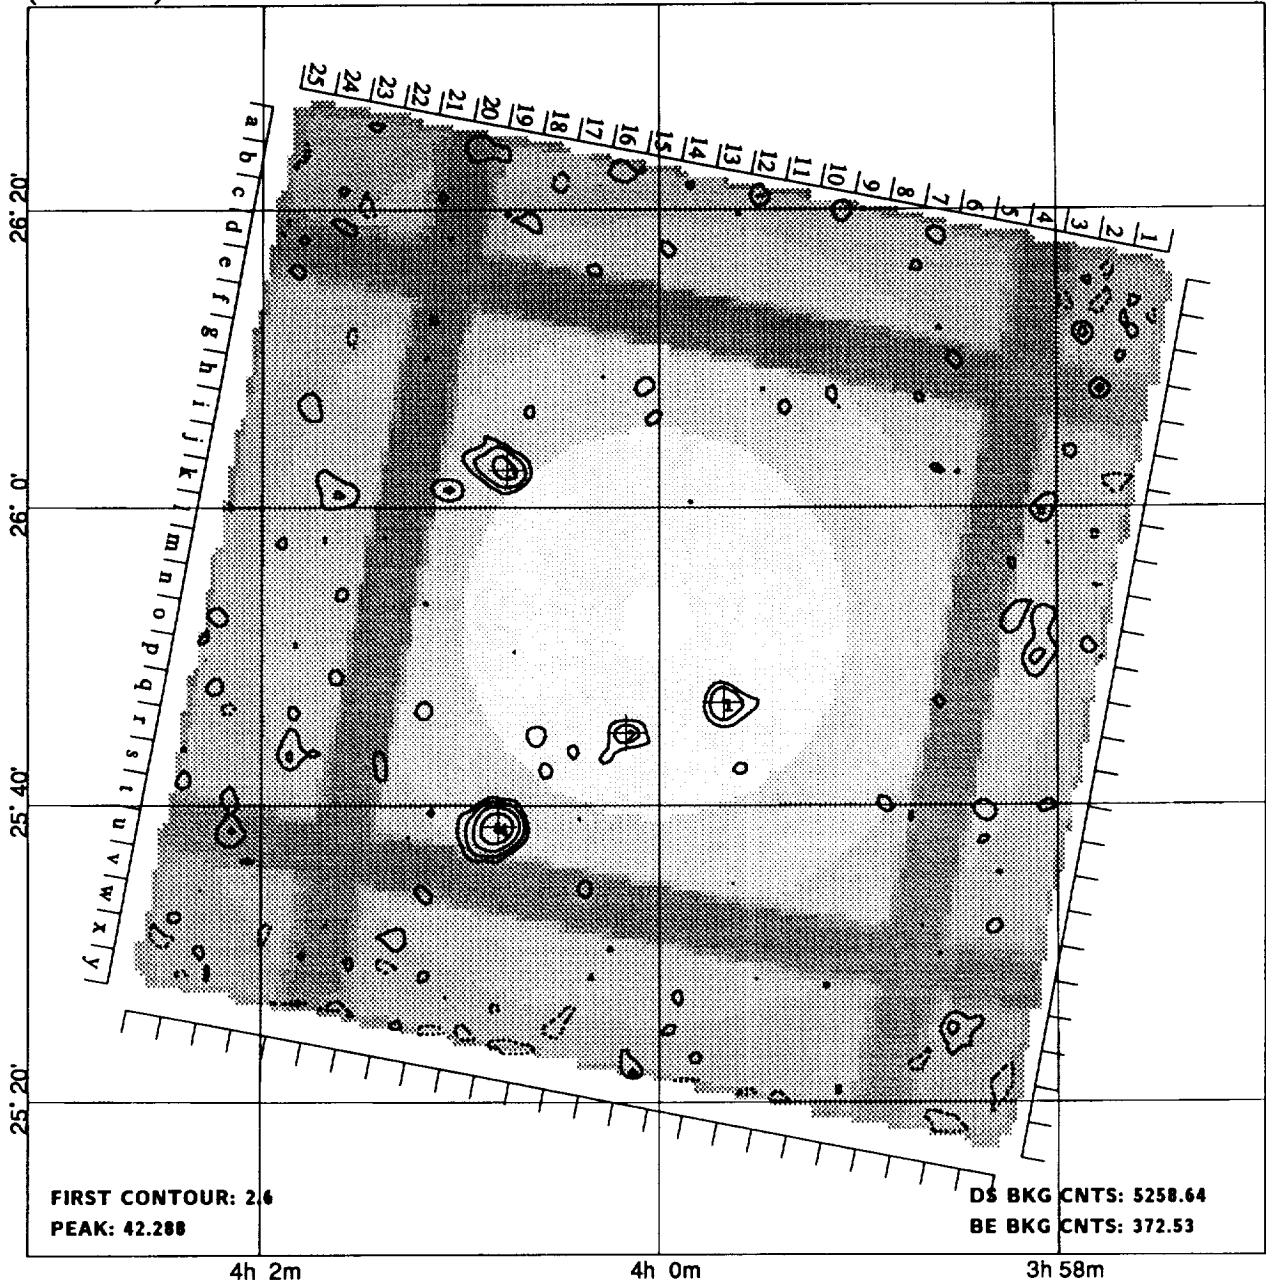 25 24 23 22 21 20 19 18 17 16 15 14 13 12 11 10 9 8 7 6 5 4 3 2 1
a b c d e f g h i j k l m n o p q r s t u v w x y
26° 20'
26° 0'
25° 40'
25° 20'
FIRST CONTOUR: 2.6
PEAK: 42.288
DS BKG CNTS: 5258.64
BE BKG CNTS: 372.53
4h 2m
4h 0m
3h 58m